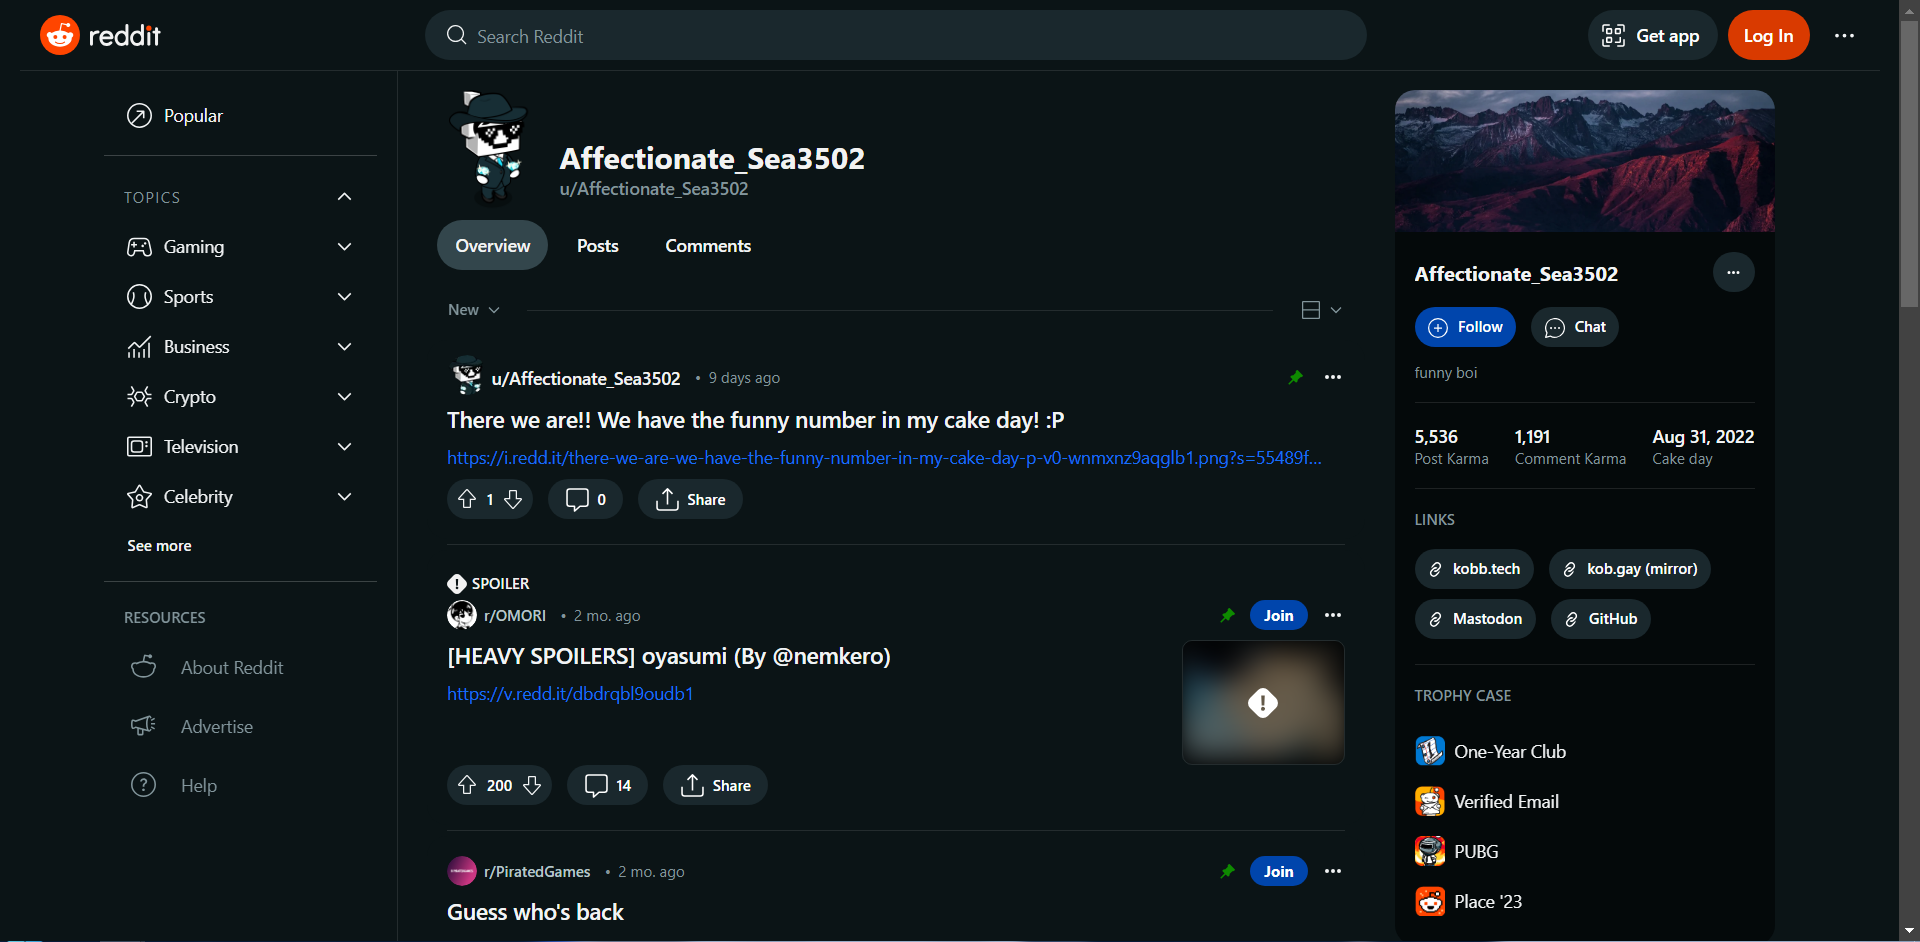 reddit
Search Reddit
Get app
Log In
Popular
TOPICS
Gaming
Sports
Business
Crypto
Television
Celebrity
See more
RESOURCES
About Reddit
Advertise
Help
Affectionate_Sea3502
u/Affectionate_Sea3502
Overview Posts Comments
New
u/Affectionate_Sea3502 • 9 days ago
There we are!! We have the funny number in my cake day! :P
https://i.redd.it/there-we-are-we-have-the-funny-number-in-my-cake-day-p-v0-wnmxnz9aqglb1.png?s=55489f...
1 0 Share
SPOILER
r/OMORI • 2 mo. ago Join
[HEAVY SPOILERS] oyasumi (By @nemkero)
https://v.redd.it/dbdrqbl9oudb1
200 14 Share
r/PiratedGames • 2 mo. ago Join
Guess who's back
Affectionate_Sea3502
Follow Chat
funny boi
5,536 1,191 Aug 31, 2022
Post Karma Comment Karma Cake day
LINKS
kobb.tech kob.gay (mirror)
Mastodon GitHub
TROPHY CASE
One-Year Club
Verified Email
PUBG
Place '23